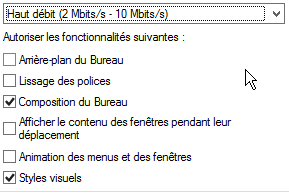 Haut débit (2 Mbits/s - 10 Mbits/s)
Autoriser les fonctionnalités suivantes :
Arrière-plan du Bureau
Lissage des polices
Composition du Bureau
Afficher le contenu des fenêtres pendant leur
déplacement
Animation des menus et des fenêtres
Styles visuels